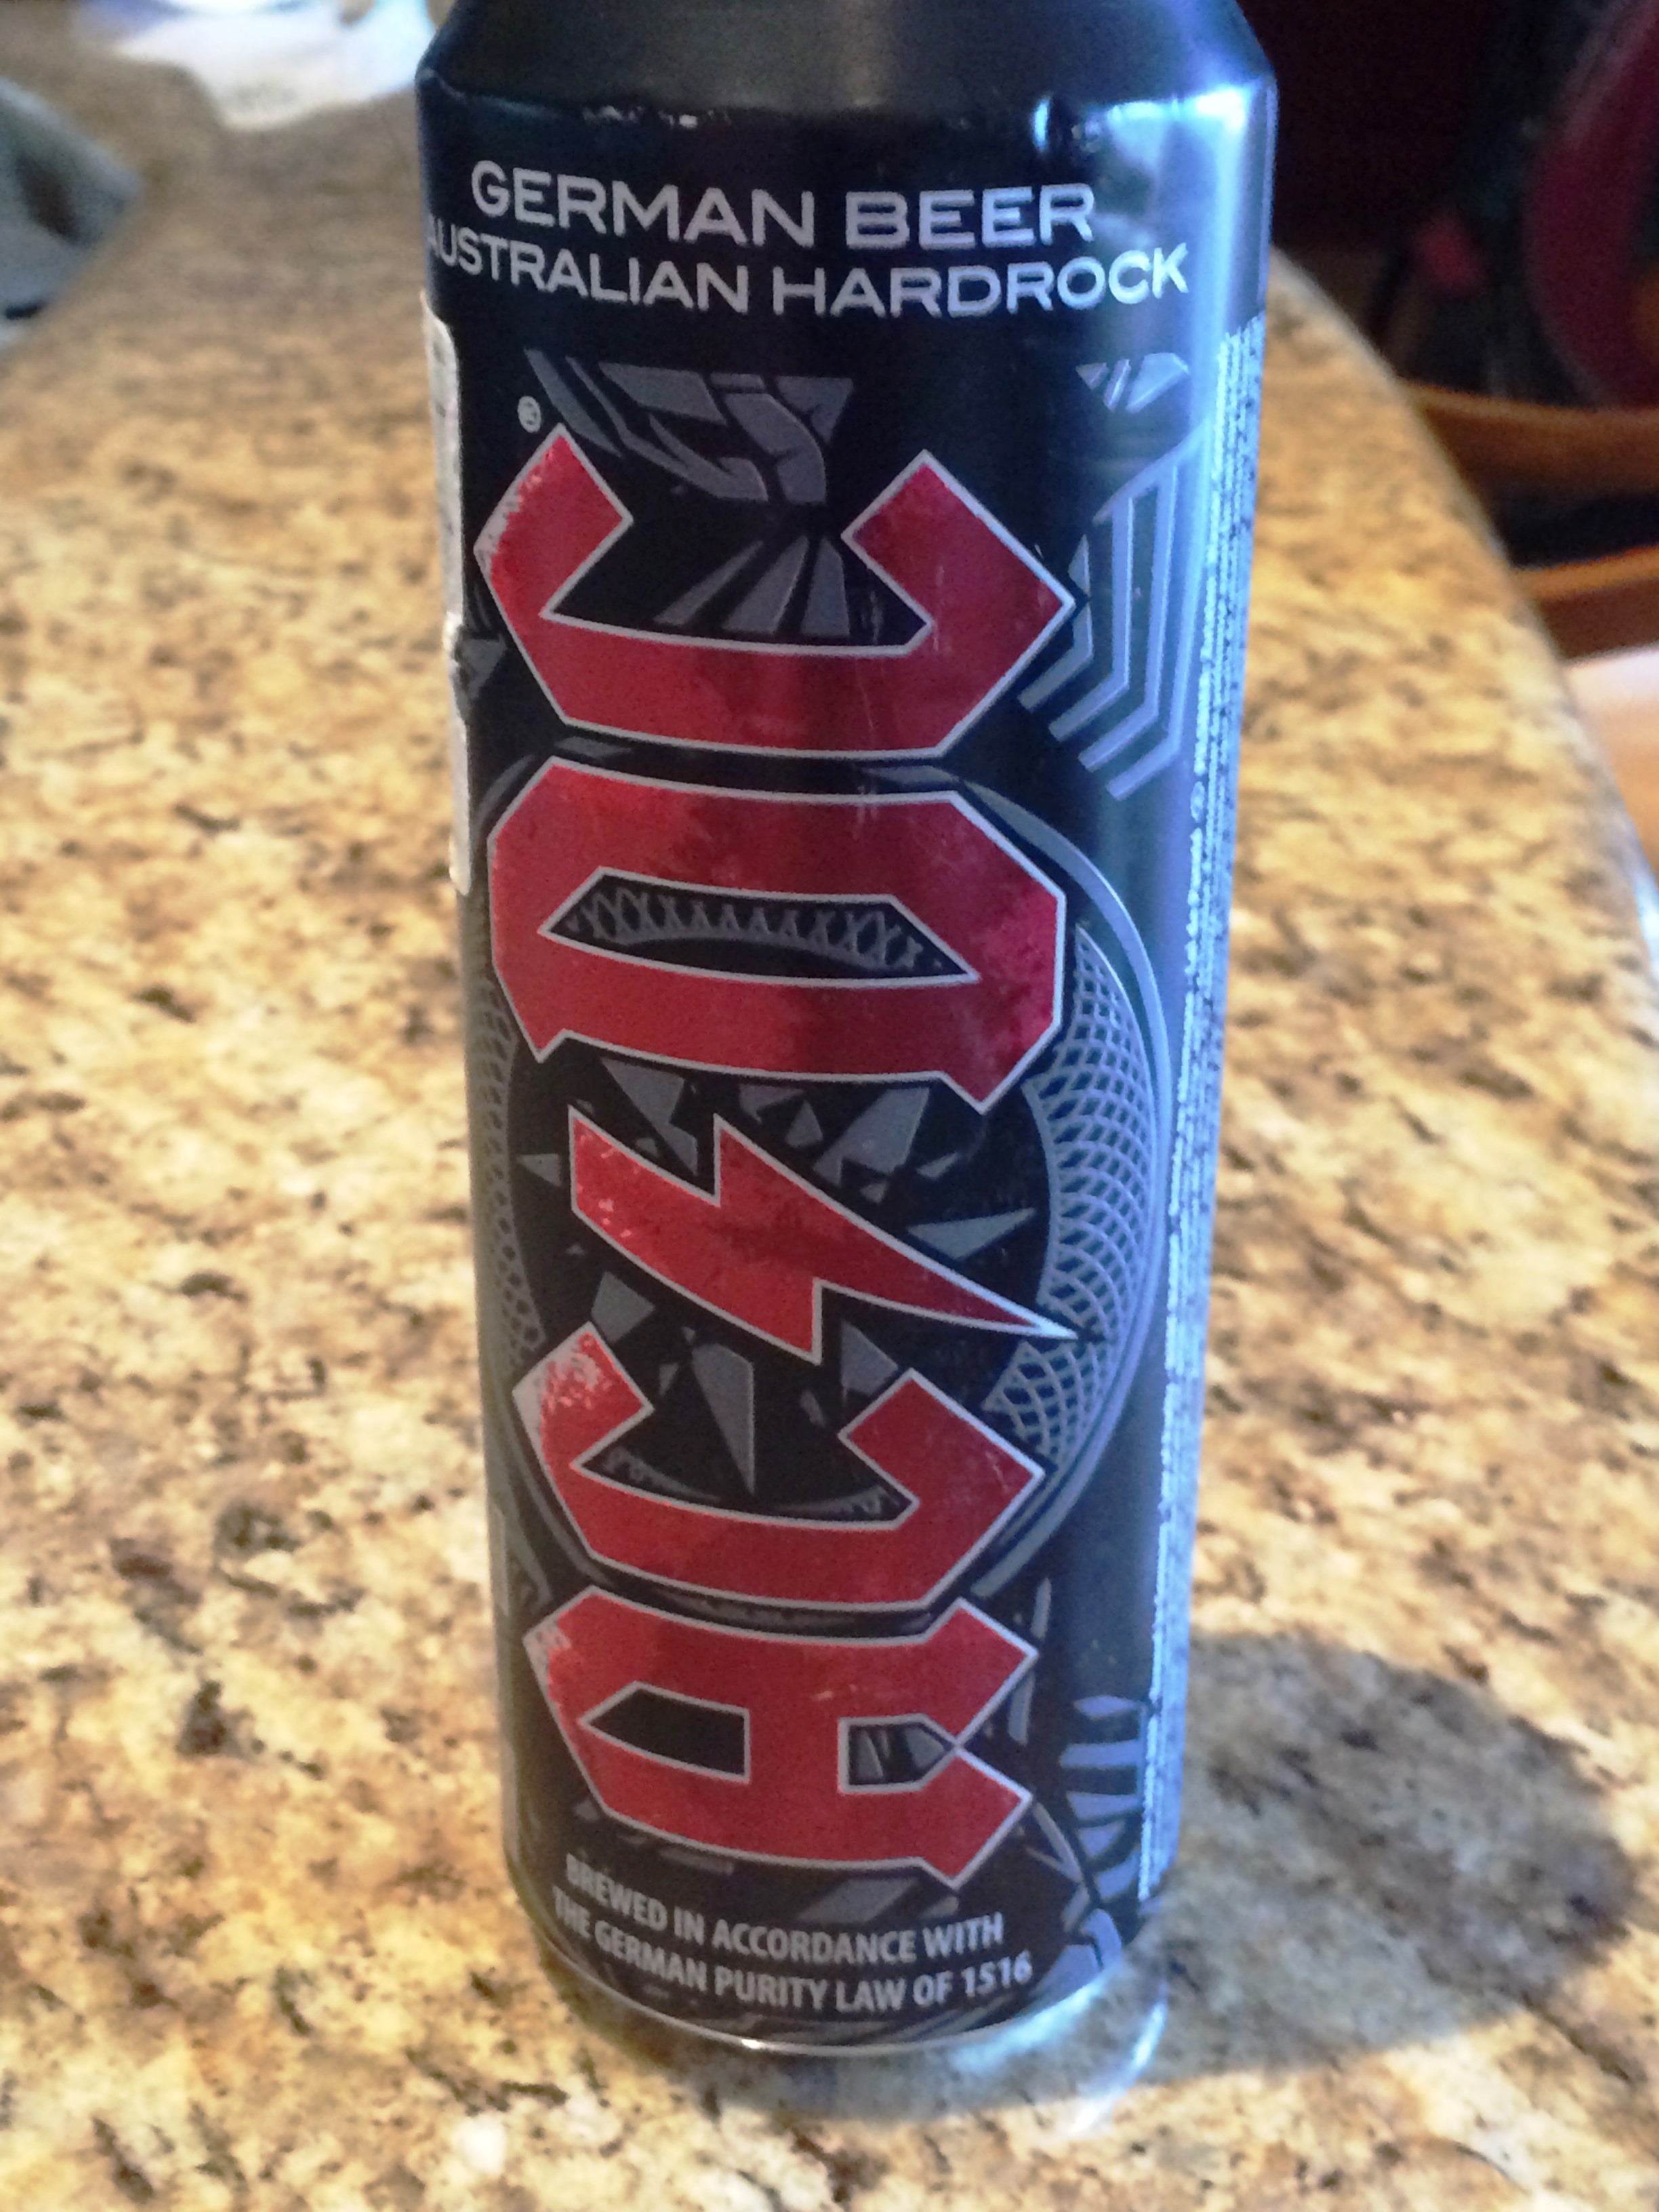 GERMAN BEER
AUSTRALIAN HARDROCK
®
AC⚡DC
BREWED IN ACCORDANCE WITH
THE GERMAN PURITY LAW OF 1516